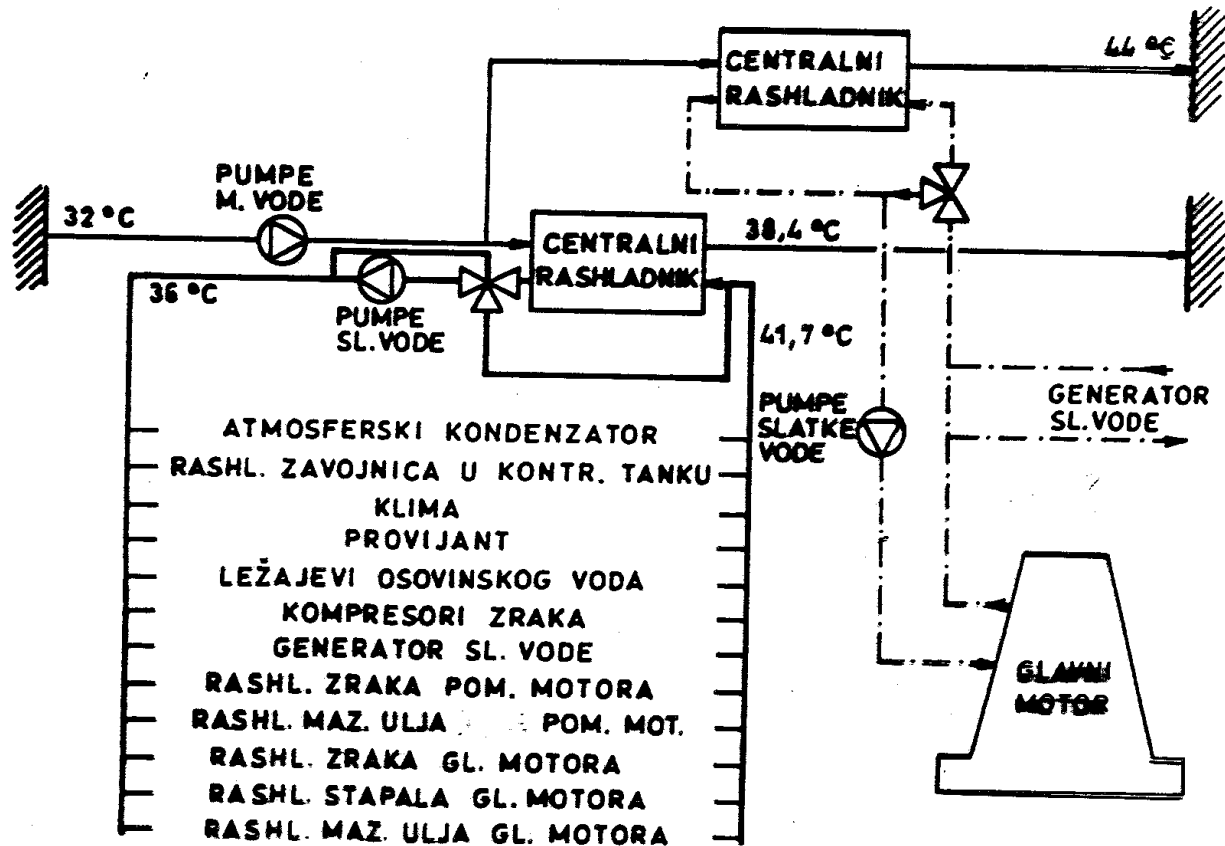 44 °C
CENTRALNI
RASHLADNIK
PUMPE
M. VODE
32 °C
CENTRALNI
RASHLADNIK
38,4 °C
36 °C
PUMPE
SL. VODE
41,7 °C
GENERATOR
SL. VODE
PUMPE
SLATKE
VODE
ATMOSFERSKI KONDENZATOR
RASHL. ZAVOJNICA U KONTR. TANKU
KLIMA
PROVIJANT
LEŽAJEVI OSOVINSKOG VODA
KOMPRESORI ZRAKA
GENERATOR SL. VODE
RASHL. ZRAKA POM. MOTORA
RASHL. MAZ. ULJA POM. MOT.
RASHL. ZRAKA GL. MOTORA
RASHL. STAPALA GL. MOTORA
RASHL. MAZ. ULJA GL. MOTORA
GLAVNI
MOTOR